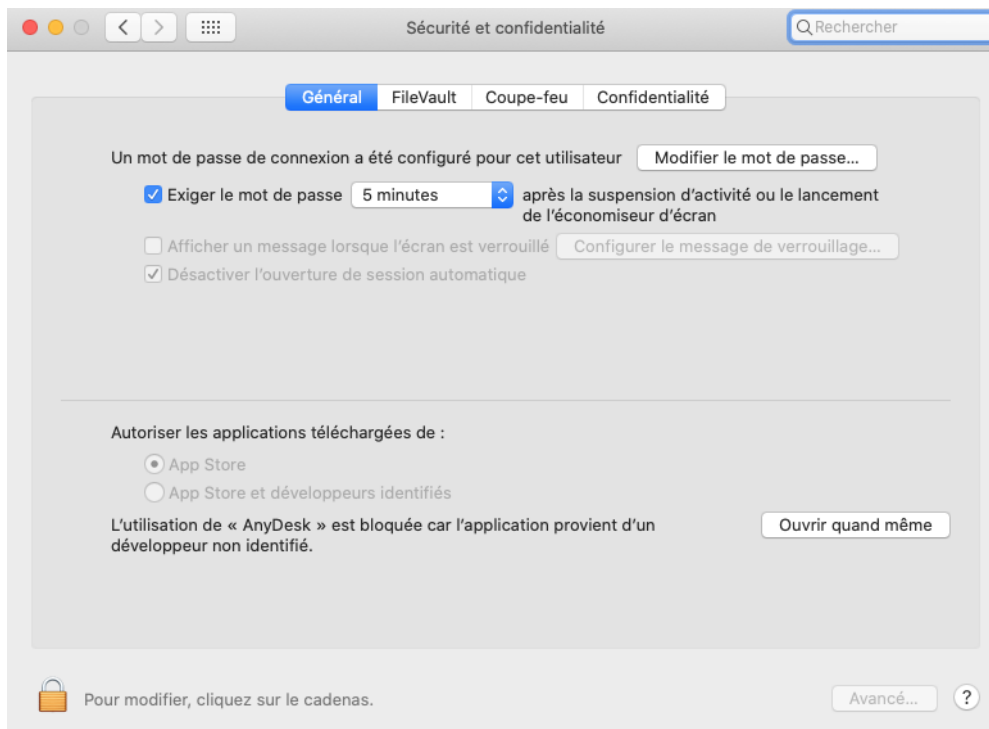 Sécurité et confidentialité
Rechercher
Général FileVault Coupe-feu Confidentialité
Un mot de passe de connexion a été configuré pour cet utilisateur Modifier le mot de passe...
Exiger le mot de passe 5 minutes après la suspension d'activité ou le lancement
de l'économiseur d'écran
Afficher un message lorsque l'écran est verrouillé Configurer le message de verrouillage...
Désactiver l'ouverture de session automatique
Autoriser les applications téléchargées de :
App Store
App Store et développeurs identifiés
L'utilisation de « AnyDesk » est bloquée car l'application provient d'un
développeur non identifié.
Ouvrir quand même
Pour modifier, cliquez sur le cadenas.
Avancé... ?